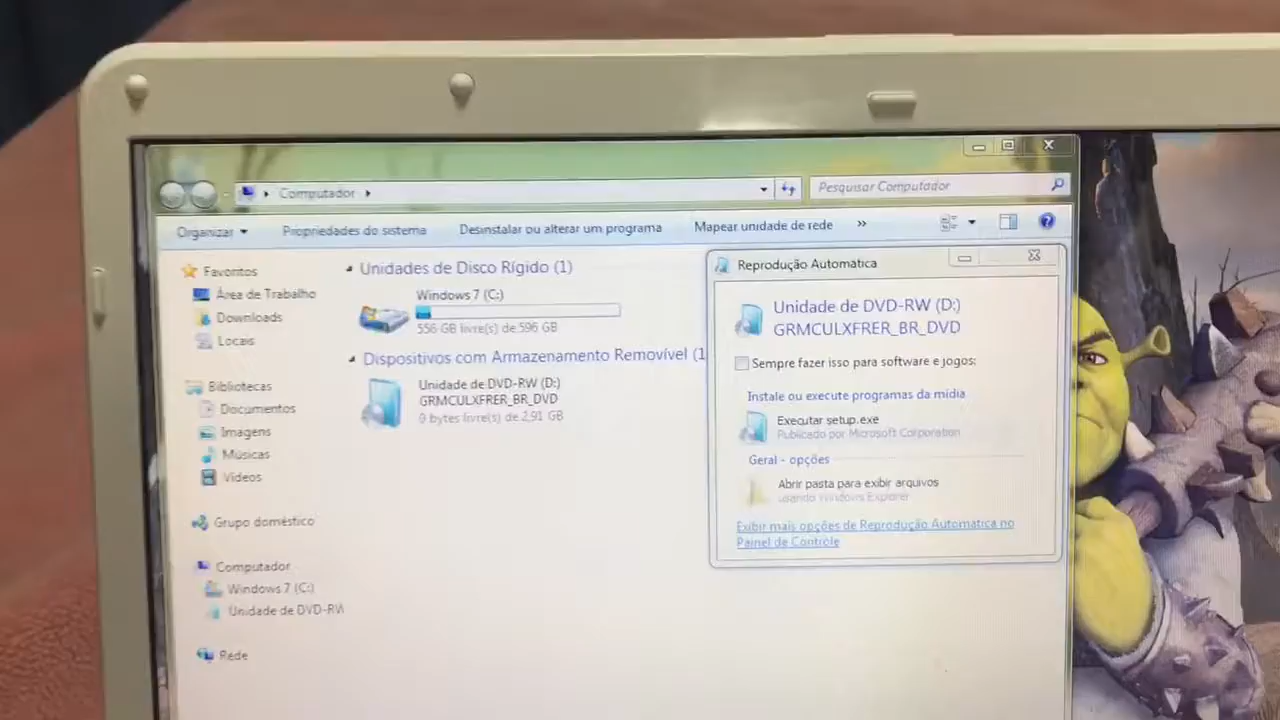 Computador
Pesquisar Computador
Organizar
Propriedades do sistema
Desinstalar ou alterar um programa
Mapear unidade de rede
»
Favoritos
Área de Trabalho
Downloads
Locais
Bibliotecas
Documentos
Imagens
Músicas
Vídeos
Grupo doméstico
Computador
Windows 7 (C:)
Unidade de DVD-RW
Rede
Unidades de Disco Rígido (1)
Windows 7 (C:)
556 GB livre(s) de 596 GB
Dispositivos com Armazenamento Removível (1
Unidade de DVD-RW (D:)
GRMCULXFRER_BR_DVD
0 bytes livre(s) de 2,91 GB
Reprodução Automática
Unidade de DVD-RW (D:)
GRMCULXFRER_BR_DVD
Sempre fazer isso para software e jogos:
Instale ou execute programas da mídia
Executar setup.exe
Publicado por Microsoft Corporation
Geral - opções
Abrir pasta para exibir arquivos
usando Windows Explorer
Exibir mais opções de Reprodução Automática no
Painel de Controle